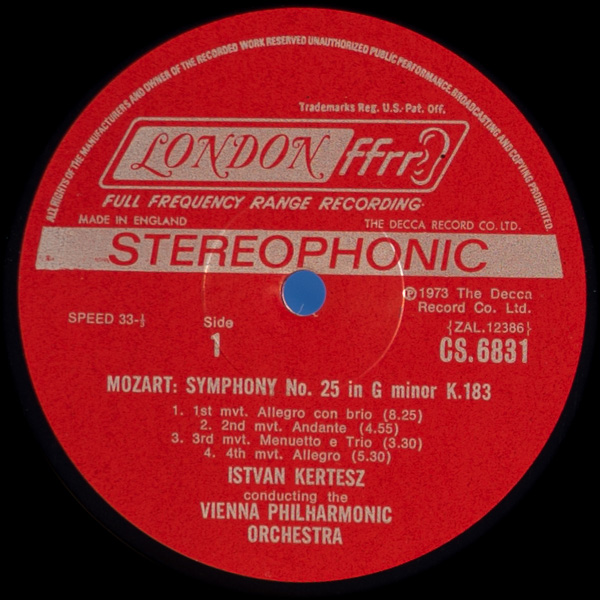 ALL RIGHTS OF THE MANUFACTURERS AND OWNER OF THE RECORDED WORK RESERVED UNAUTHORIZED PUBLIC PERFORMANCE, BROADCASTING AND COPYING PROHIBITED.
Trademarks Reg. U.S. Pat. Off.
LONDON ffrr
FULL FREQUENCY RANGE RECORDING
MADE IN ENGLAND
THE DECCA RECORD CO. LTD.
STEREOPHONIC
℗1973 The Decca
Record Co. Ltd.
SPEED 33-⅓
Side
1
{ZAL.12386}
CS.6831
MOZART: SYMPHONY No. 25 in G minor K.183
1. 1st mvt. Allegro con brio (8.25)
2. 2nd mvt. Andante (4.55)
3. 3rd mvt. Menuetto e Trio (3.30)
4. 4th mvt. Allegro (5.30)
ISTVAN KERTESZ
conducting the
VIENNA PHILHARMONIC
ORCHESTRA